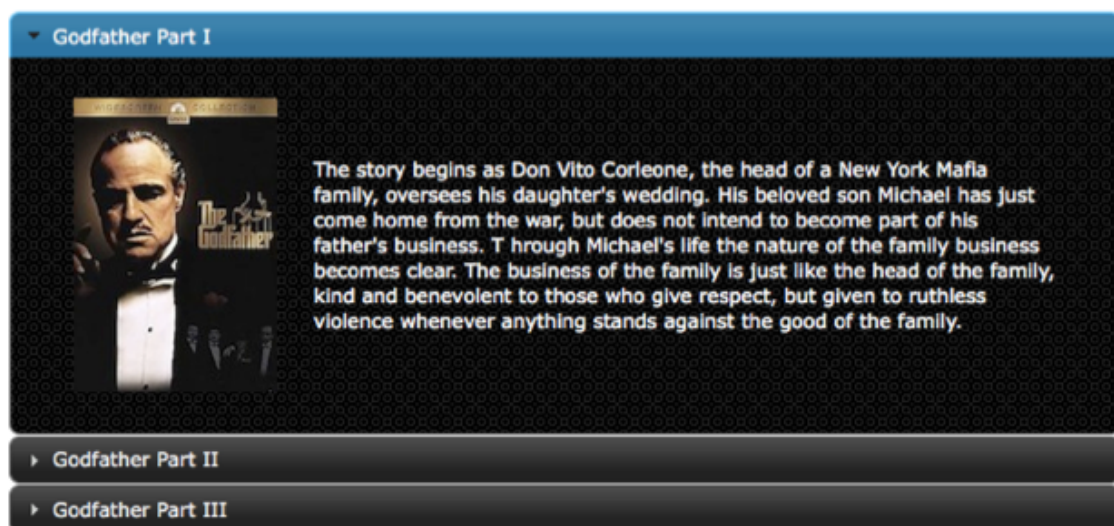 Godfather Part I
WIDESCREEN COLLECTION
The
Godfather
The story begins as Don Vito Corleone, the head of a New York Mafia
family, oversees his daughter's wedding. His beloved son Michael has just
come home from the war, but does not intend to become part of his
father's business. T hrough Michael's life the nature of the family business
becomes clear. The business of the family is just like the head of the family,
kind and benevolent to those who give respect, but given to ruthless
violence whenever anything stands against the good of the family.
Godfather Part II
Godfather Part III